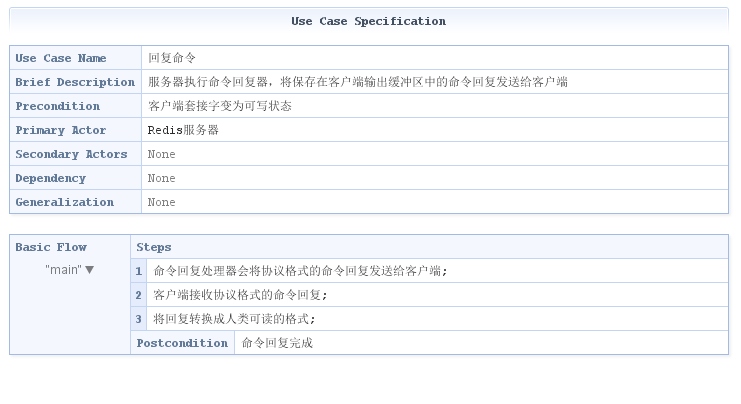 Use Case Specification
Use Case Name 回复命令
Brief Description 服务器执行命令回复器，将保存在客户端输出缓冲区中的命令回复发送给客户端
Precondition 客户端套接字变为可写状态
Primary Actor Redis服务器
Secondary Actors None
Dependency None
Generalization None
Basic Flow Steps
"main" ▼
1 命令回复处理器会将协议格式的命令回复发送给客户端;
2 客户端接收协议格式的命令回复;
3 将回复转换成人类可读的格式;
Postcondition 命令回复完成